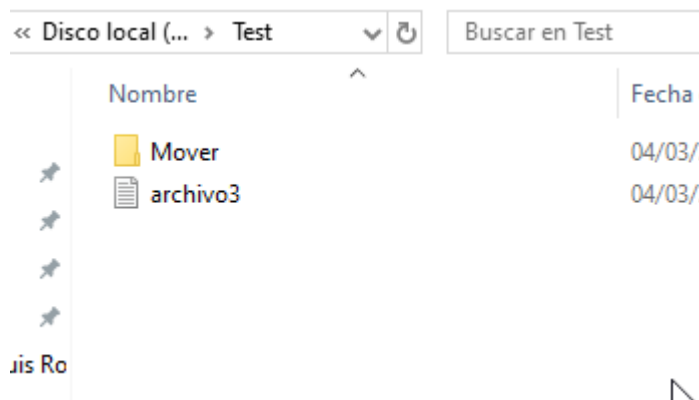 « Disco local (... > Test
Buscar en Test
Nombre
Fecha
Mover
04/03/
archivo3
04/03/
uis Ro